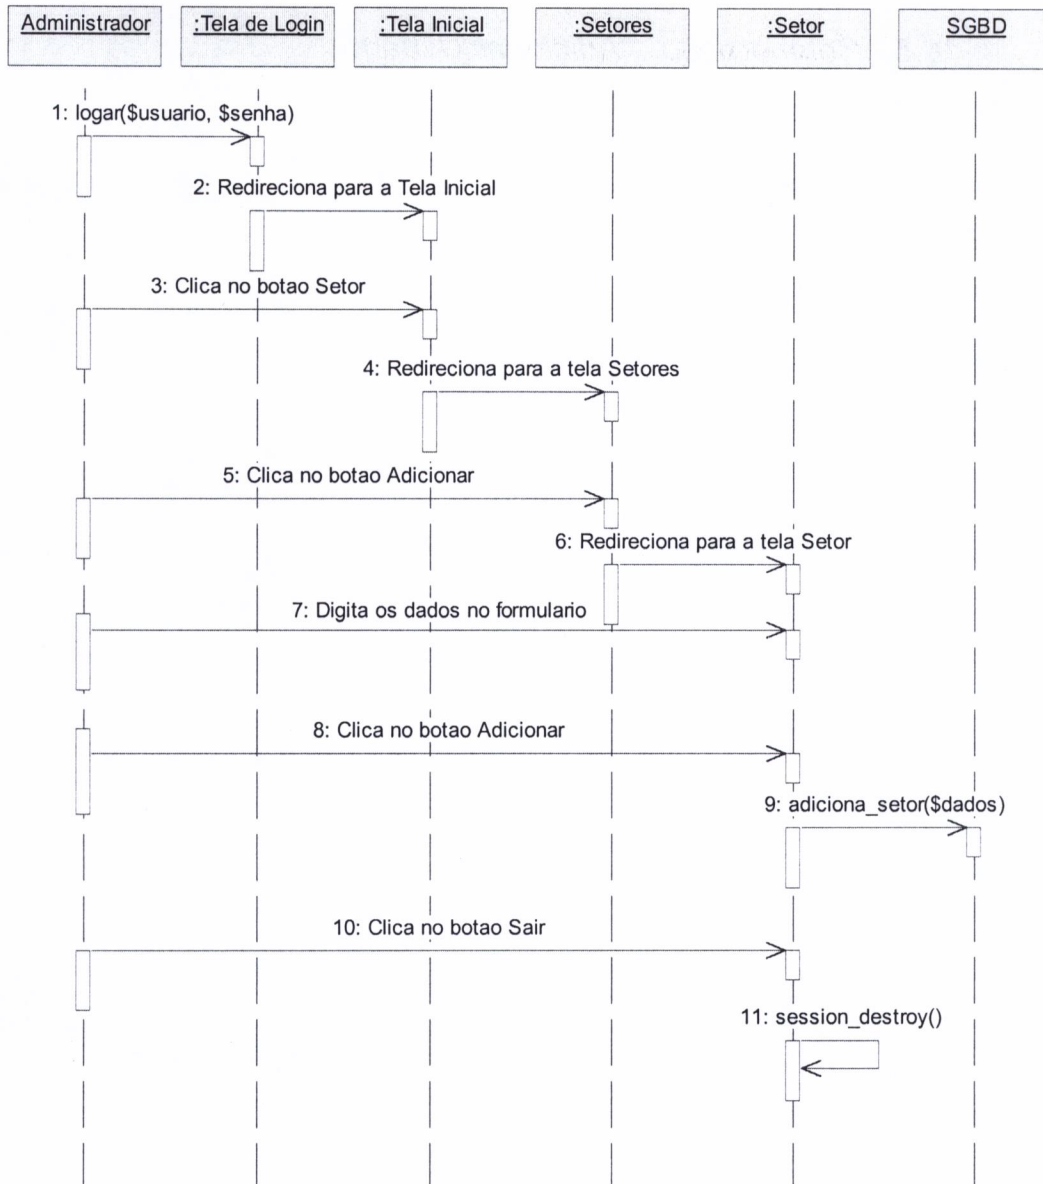 Administrador
:Tela de Login
:Tela Inicial
:Setores
:Setor
SGBD
1: logar($usuario, $senha)
2: Redireciona para a Tela Inicial
3: Clica no botao Setor
4: Redireciona para a tela Setores
5: Clica no botao Adicionar
6: Redireciona para a tela Setor
7: Digita os dados no formulario
8: Clica no botao Adicionar
9: adiciona_setor($dados)
10: Clica no botao Sair
11: session_destroy()